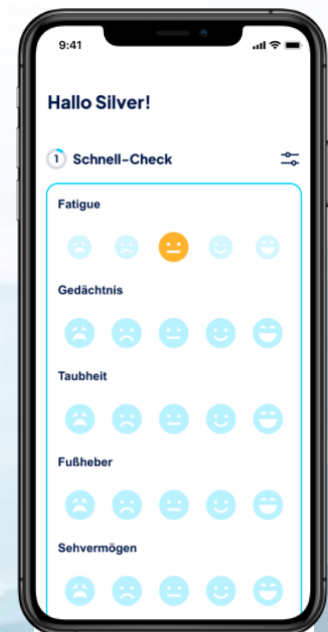 9:41
Hallo Silver!
1 Schnell-Check
Fatigue
Gedächtnis
Taubheit
Fußheber
Sehvermögen